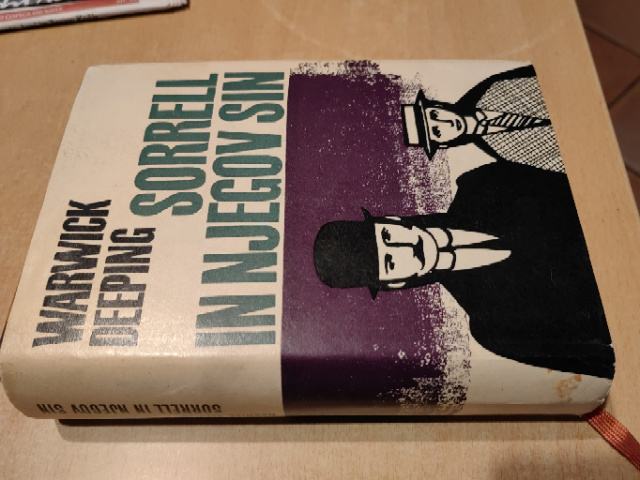 WARWICK
DEEPING
SORRELL
IN NJEGOV SIN
SORRELL IN NJEGOV SIN